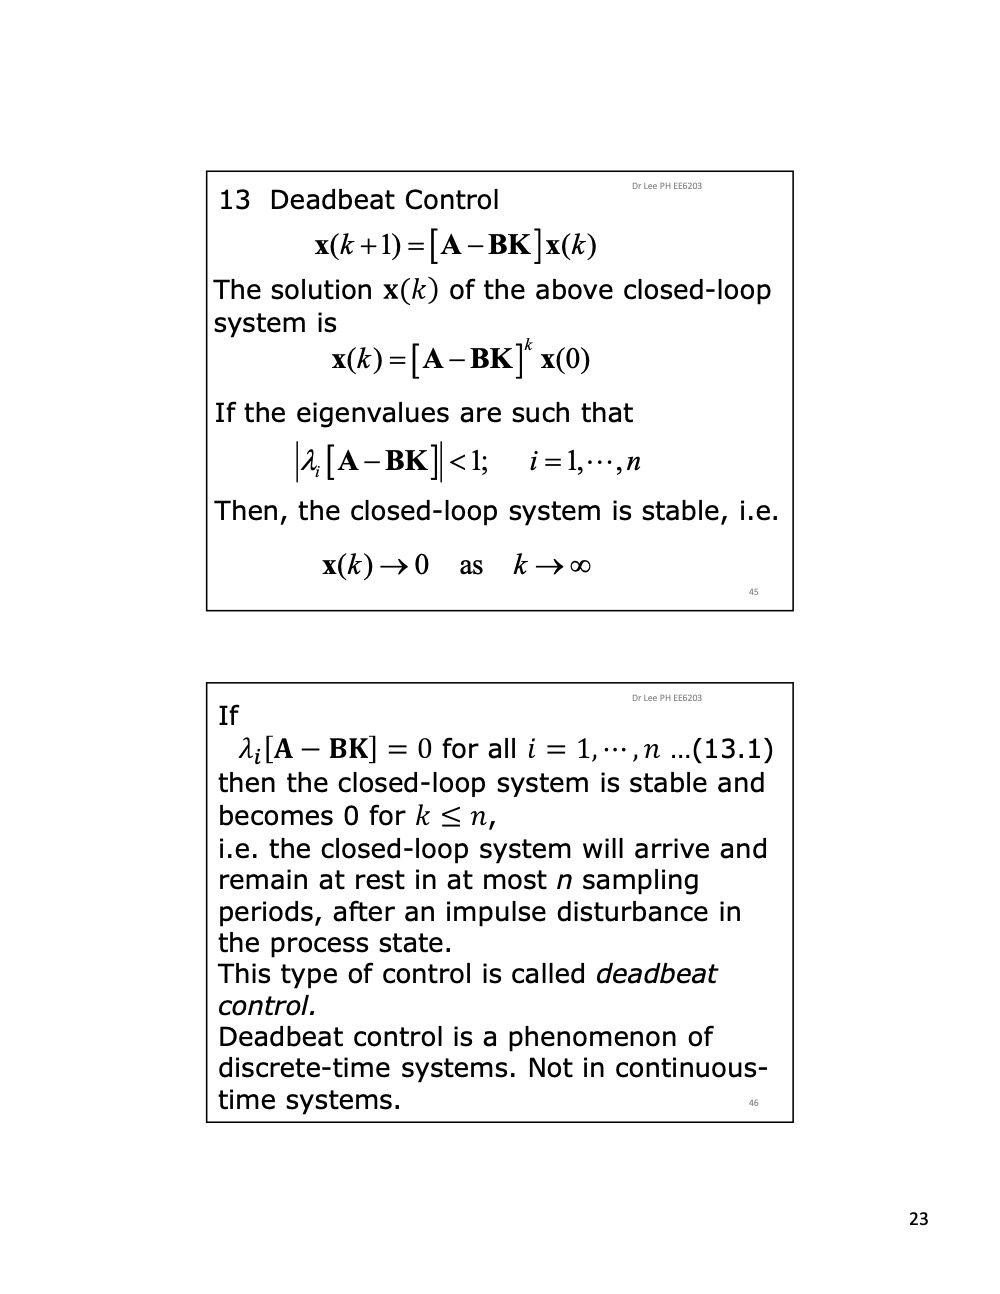 Dr Lee PH EE6203
13 Deadbeat Control
x(k+1)=[A−BK]x(k)
The solution x(k) of the above closed-loop
system is
x(k)=[A−BK]^k x(0)
If the eigenvalues are such that
|λ_i[A−BK]|<1; i=1,⋯,n
Then, the closed-loop system is stable, i.e.
x(k)→0 as k→∞
45
Dr Lee PH EE6203
If
λ_i[A − BK] = 0 for all i = 1,⋯,n …(13.1)
then the closed-loop system is stable and
becomes 0 for k ≤ n,
i.e. the closed-loop system will arrive and
remain at rest in at most n sampling
periods, after an impulse disturbance in
the process state.
This type of control is called deadbeat
control.
Deadbeat control is a phenomenon of
discrete-time systems. Not in continuous-
time systems.
46
23